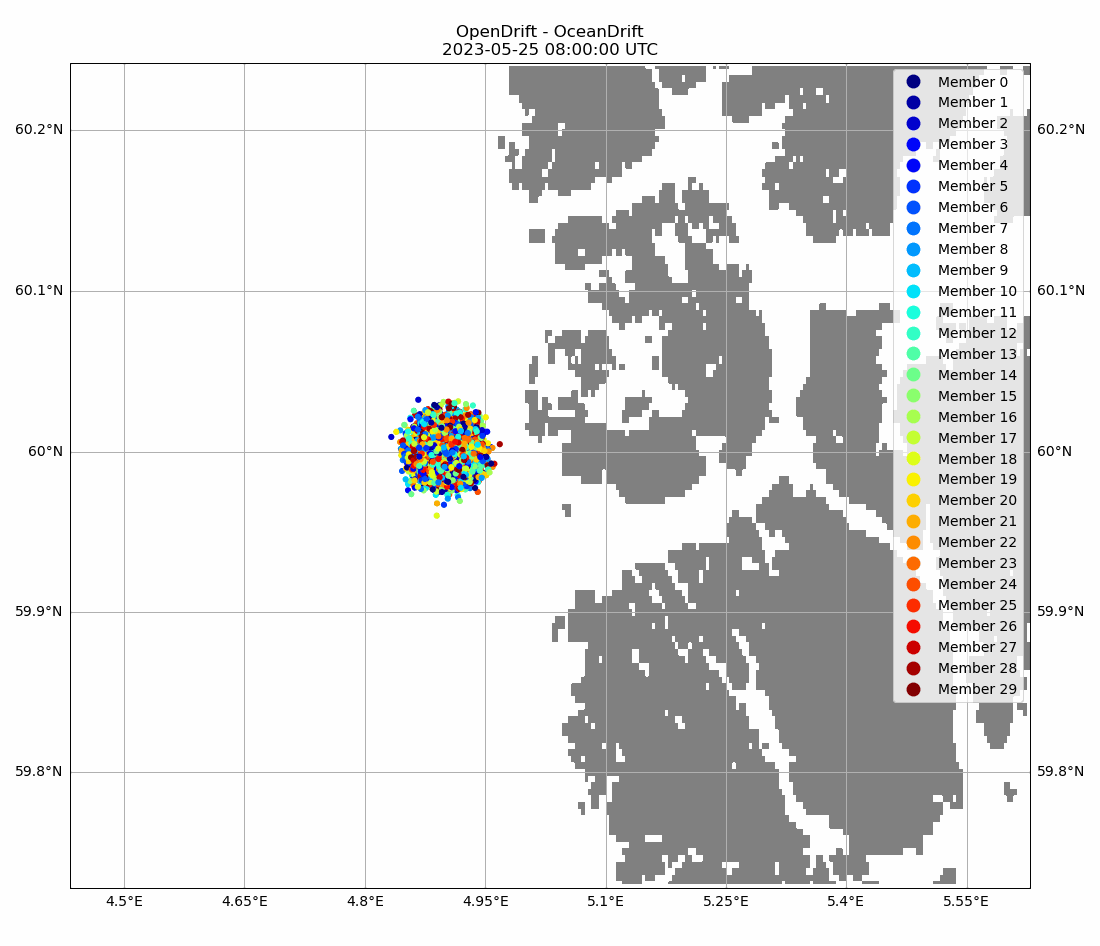 OpenDrift - OceanDrift
2023-05-25 08:00:00 UTC
60.2°N
60.1°N
60°N
59.9°N
59.8°N
60.2°N
60.1°N
60°N
59.9°N
59.8°N
Member 0
Member 1
Member 2
Member 3
Member 4
Member 5
Member 6
Member 7
Member 8
Member 9
Member 10
Member 11
Member 12
Member 13
Member 14
Member 15
Member 16
Member 17
Member 18
Member 19
Member 20
Member 21
Member 22
Member 23
Member 24
Member 25
Member 26
Member 27
Member 28
Member 29
4.5°E
4.65°E
4.8°E
4.95°E
5.1°E
5.25°E
5.4°E
5.55°E